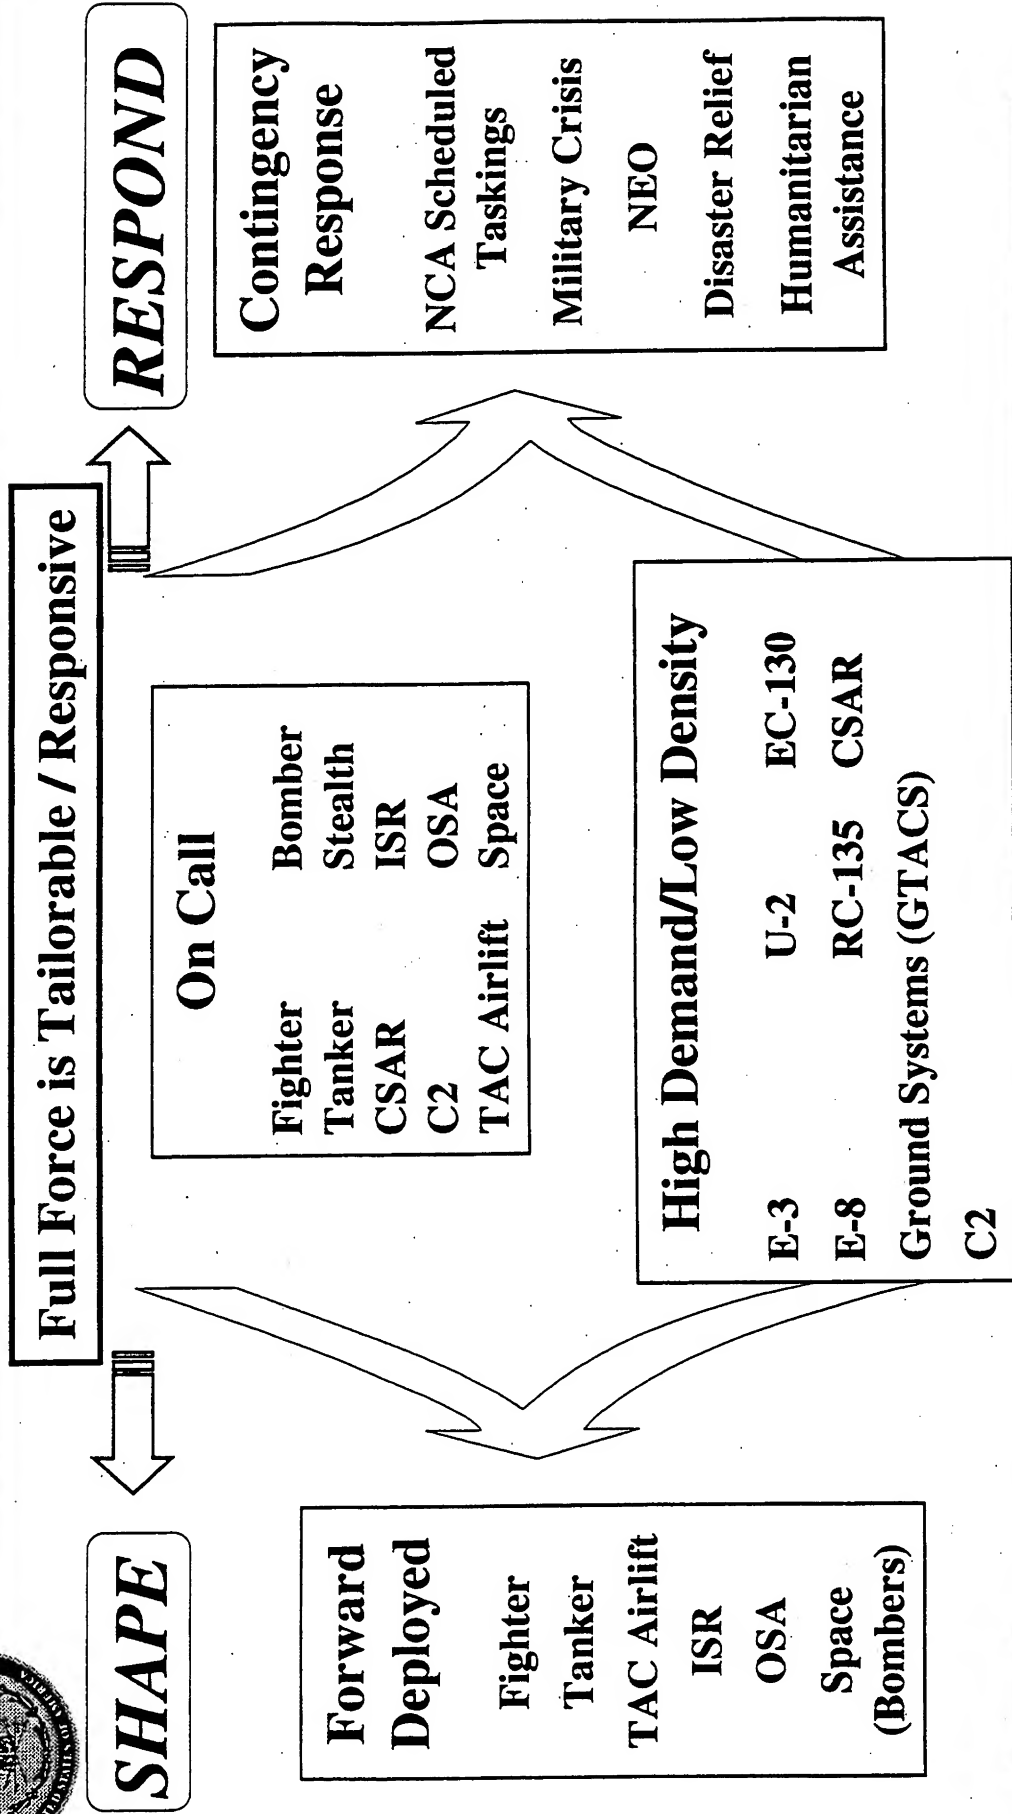 Full Force is Tailorable / Responsive
SHAPE
RESPOND
Forward
Deployed
Fighter
Tanker
TAC Airlift
ISR
OSA
Space
(Bombers)
On Call
Fighter Bomber
Tanker Stealth
CSAR ISR
C2 OSA
TAC Airlift Space
High Demand/Low Density
E-3 U-2 EC-130
E-8 RC-135 CSAR
Ground Systems (GTACS)
C2
Contingency
Response
NCA Scheduled
Taskings
Military Crisis
NEO
Disaster Relief
Humanitarian
Assistance